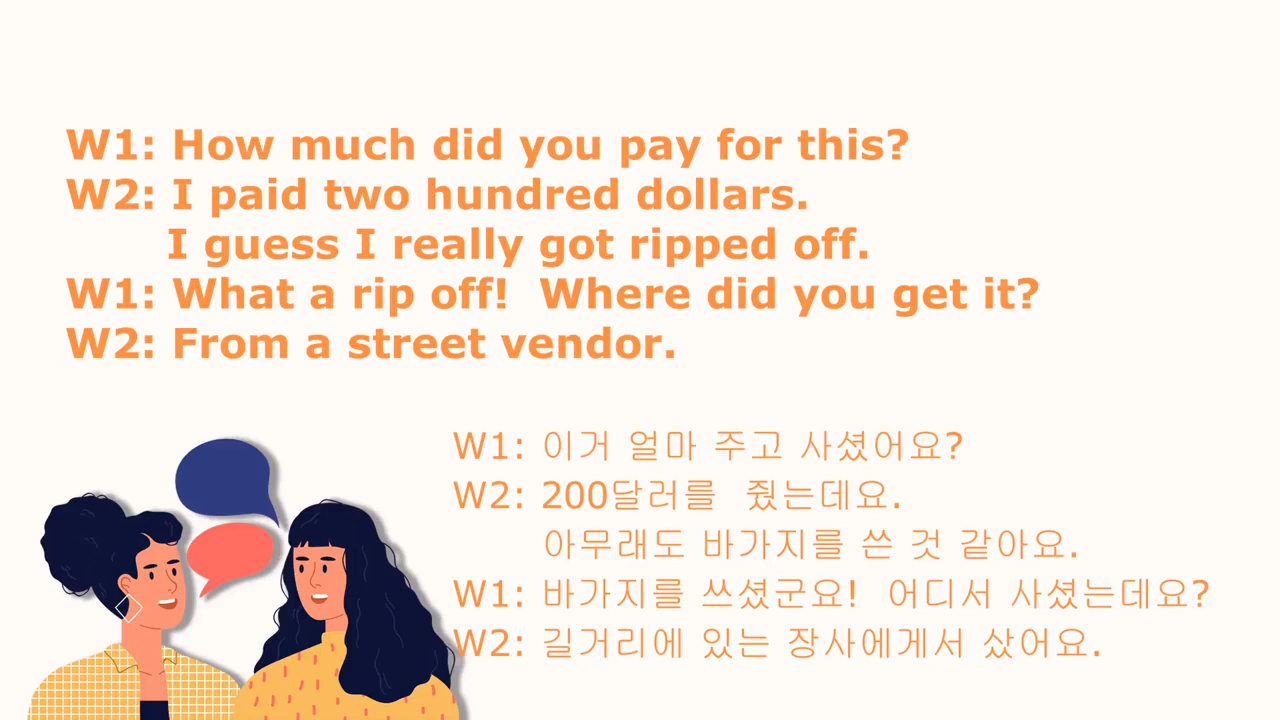 W1: How much did you pay for this?
W2: I paid two hundred dollars.
I guess I really got ripped off.
W1: What a rip off!  Where did you get it?
W2: From a street vendor.
W1: 이거 얼마 주고 사셨어요?
W2: 200달러를  줬는데요.
아무래도 바가지를 쓴 것 같아요.
W1: 바가지를 쓰셨군요!  어디서 사셨는데요?
W2: 길거리에 있는 장사에게서 샀어요.